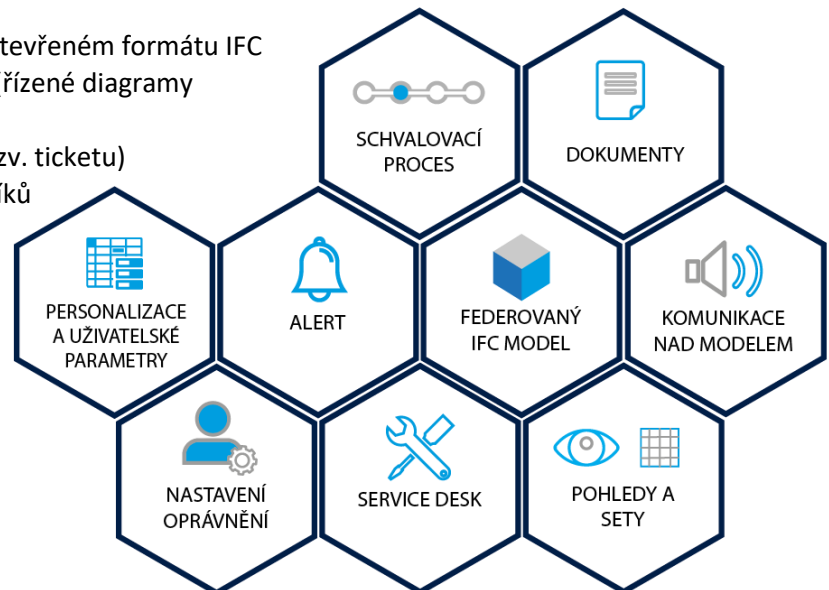 tevřeném formátu IFC
řízené diagramy
zv. ticketu)
íků
SCHVALOVACÍ
PROCES
DOKUMENTY
PERSONALIZACE
A UŽIVATELSKÉ
PARAMETRY
ALERT
FEDEROVANÝ
IFC MODEL
KOMUNIKACE
NAD MODELEM
NASTAVENÍ
OPRÁVNĚNÍ
SERVICE DESK
POHLEDY A
SETY